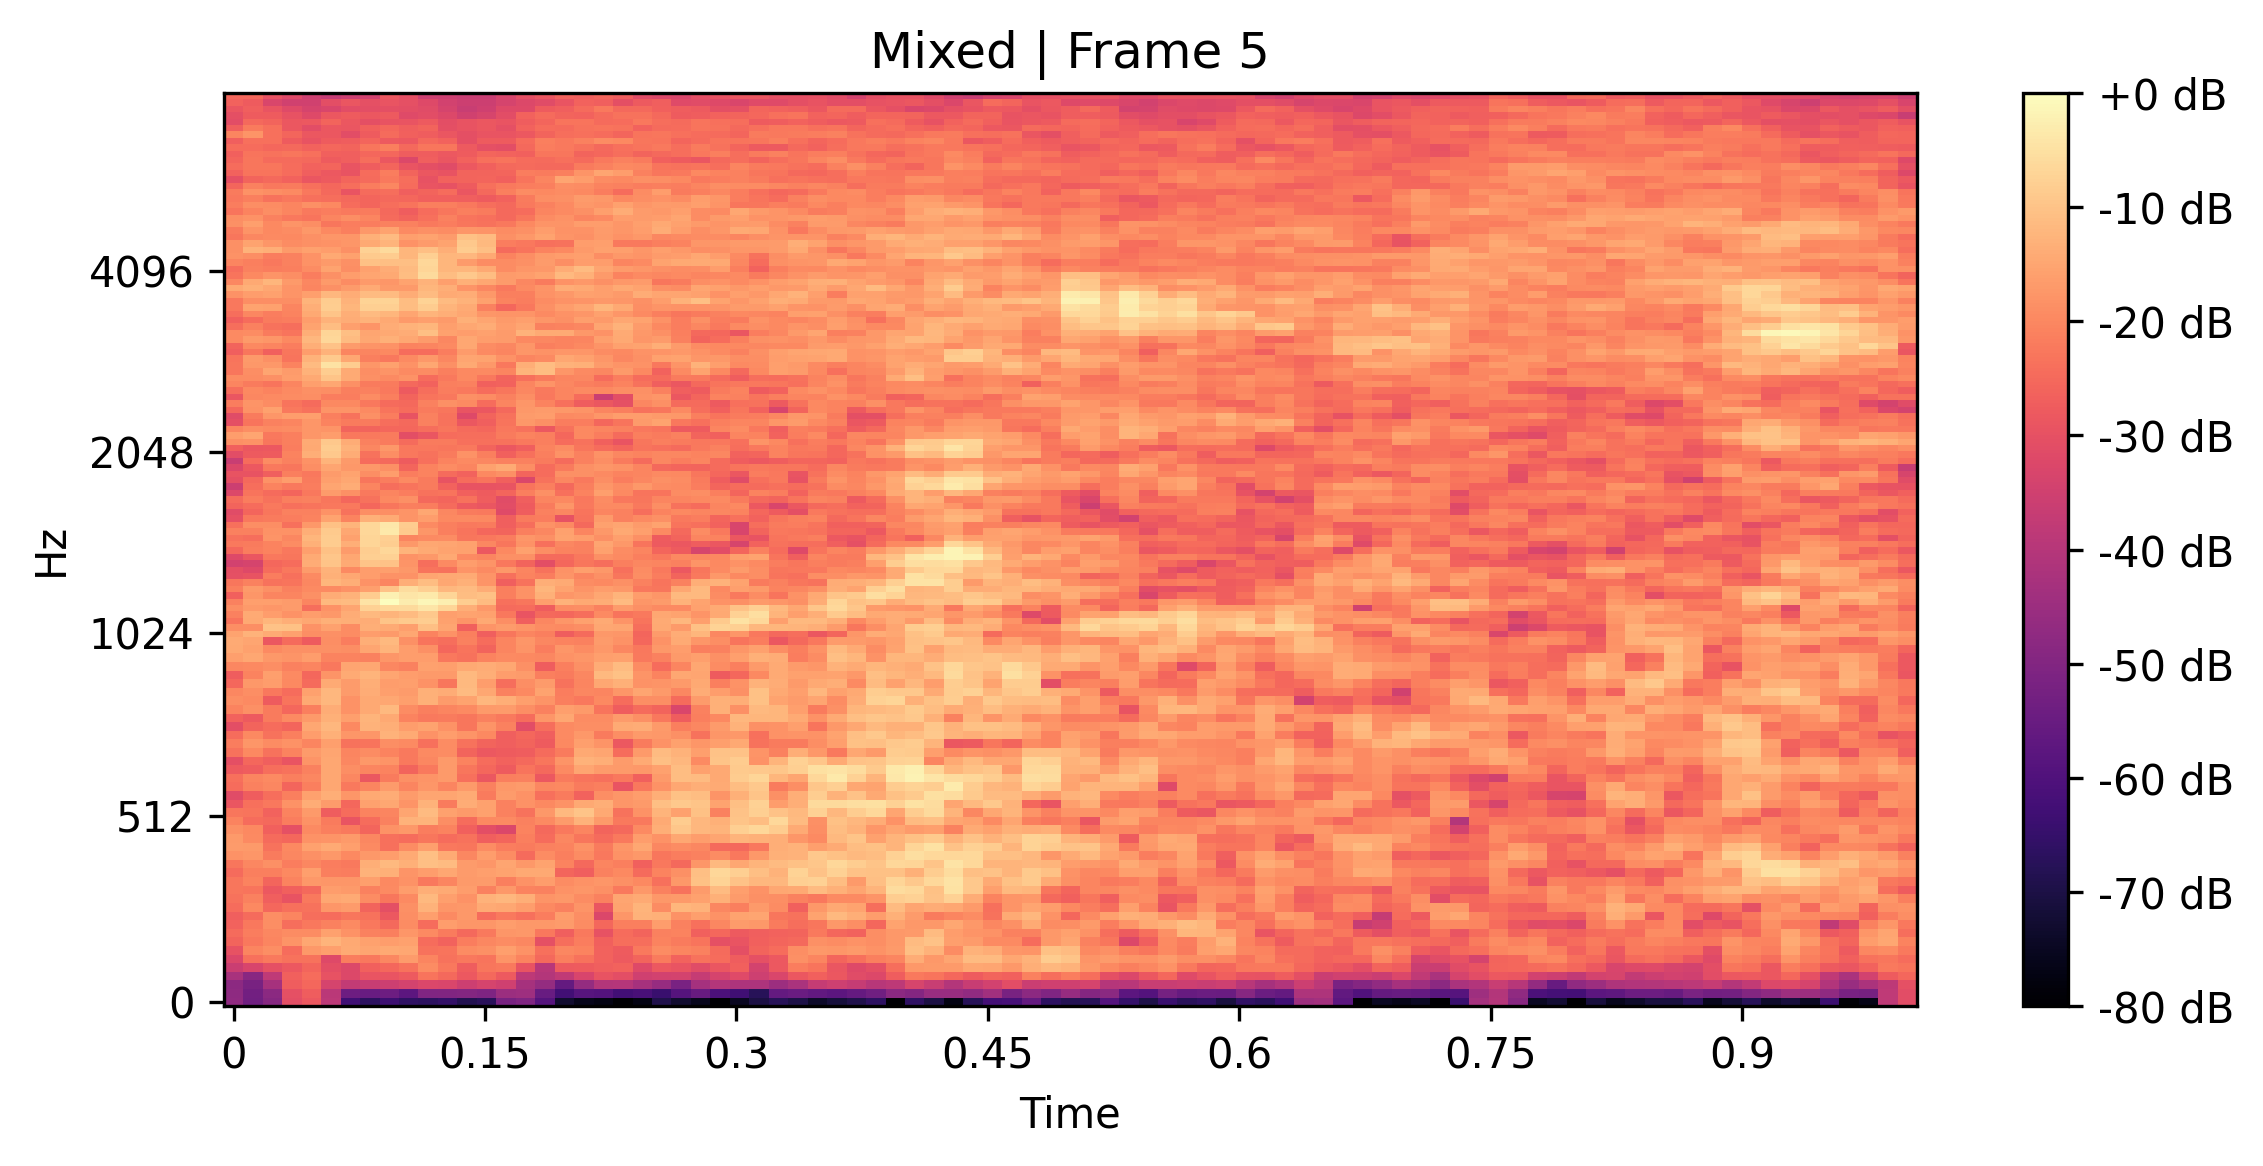 Mixed | Frame 5
+0 dB
-10 dB
-20 dB
-30 dB
-40 dB
-50 dB
-60 dB
-70 dB
-80 dB
Hz
4096
2048
1024
512
0
0
0.15
0.3
0.45
0.6
0.75
0.9
Time